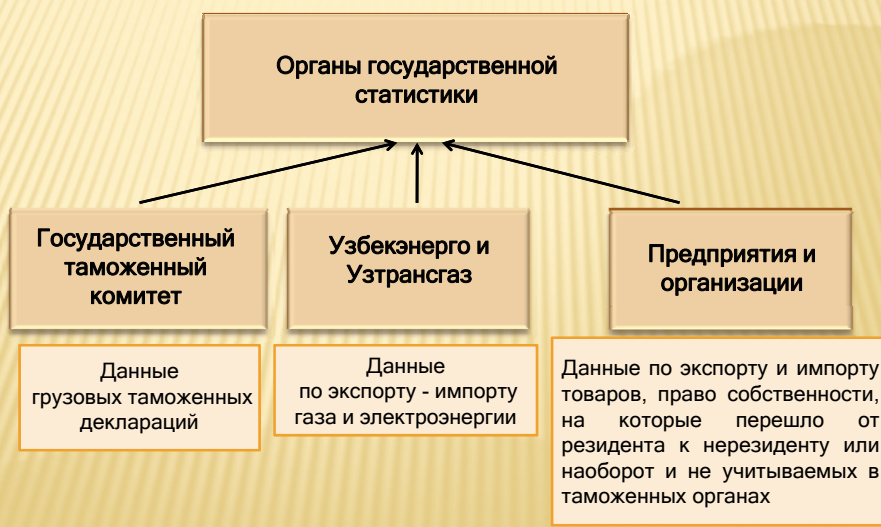 Органы государственной
статистики
Государственный
таможенный
комитет
Узбекэнерго и
Узтрансгаз
Предприятия и
организации
Данные
грузовых таможенных
деклараций
Данные
по экспорту - импорту
газа и электроэнергии
Данные по экспорту и импорту
товаров, право собственности,
на которые перешло от
резидента к нерезиденту или
наоборот и не учитываемых в
таможенных органах